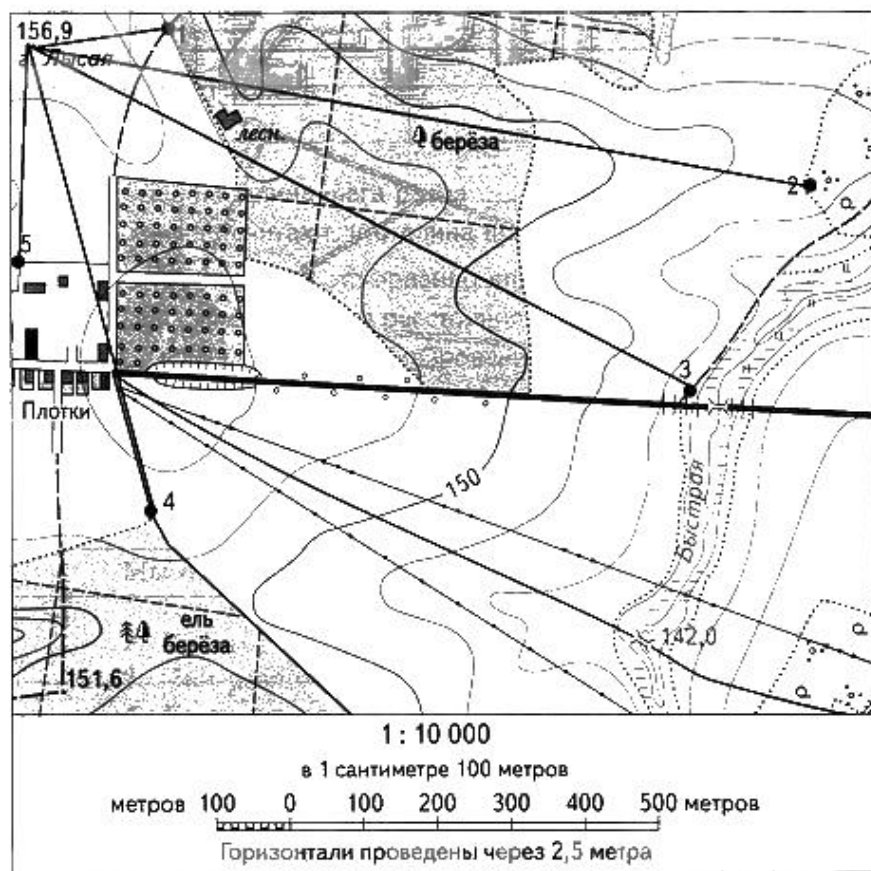 156,9
г. Лысая
1
лесн.
берёза
2
5
3
Плотки
150
4
Быстрая
ель
берёза
142,0
151,6
1 : 10 000
в 1 сантиметре 100 метров
метров 100 0 100 200 300 400 500 метров
Горизонтали проведены через 2,5 метра